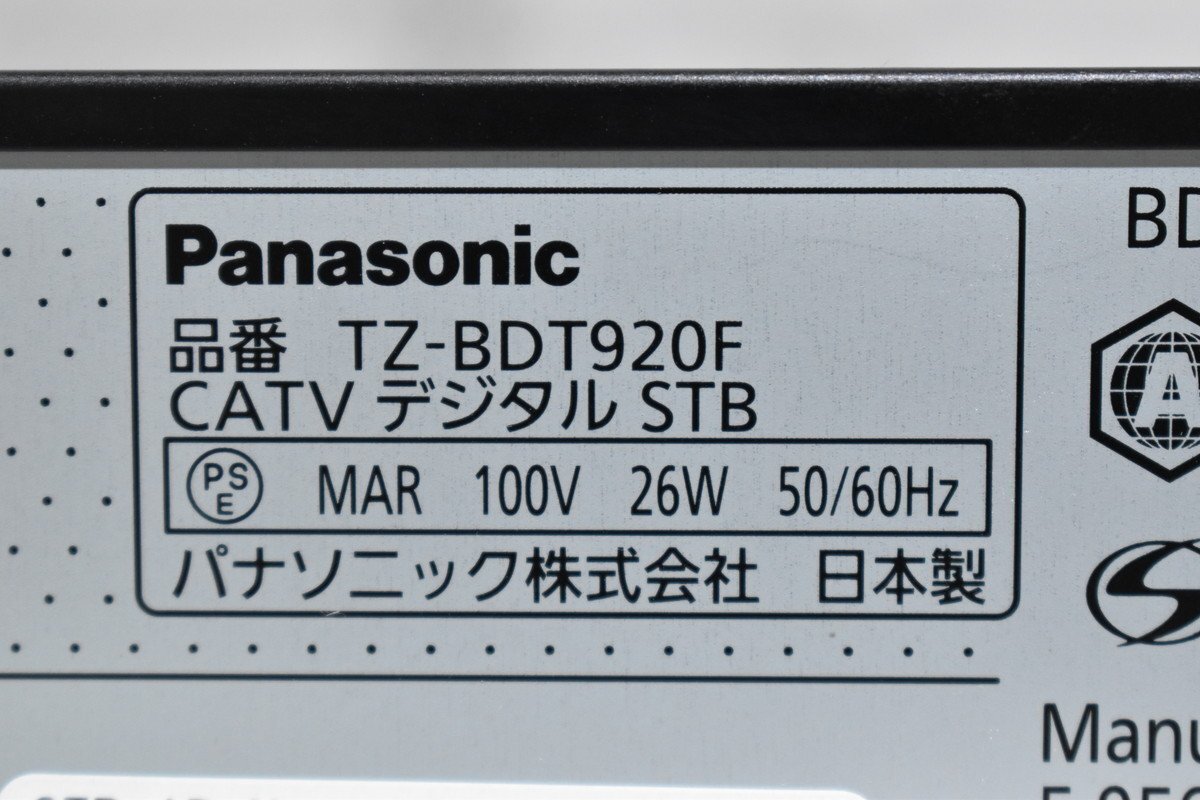 Panasonic
品番 TZ-BDT920F
CATV デジタル STB
PSE MAR 100V 26W 50/60Hz
パナソニック株式会社 日本製
BD
A
S
Manu